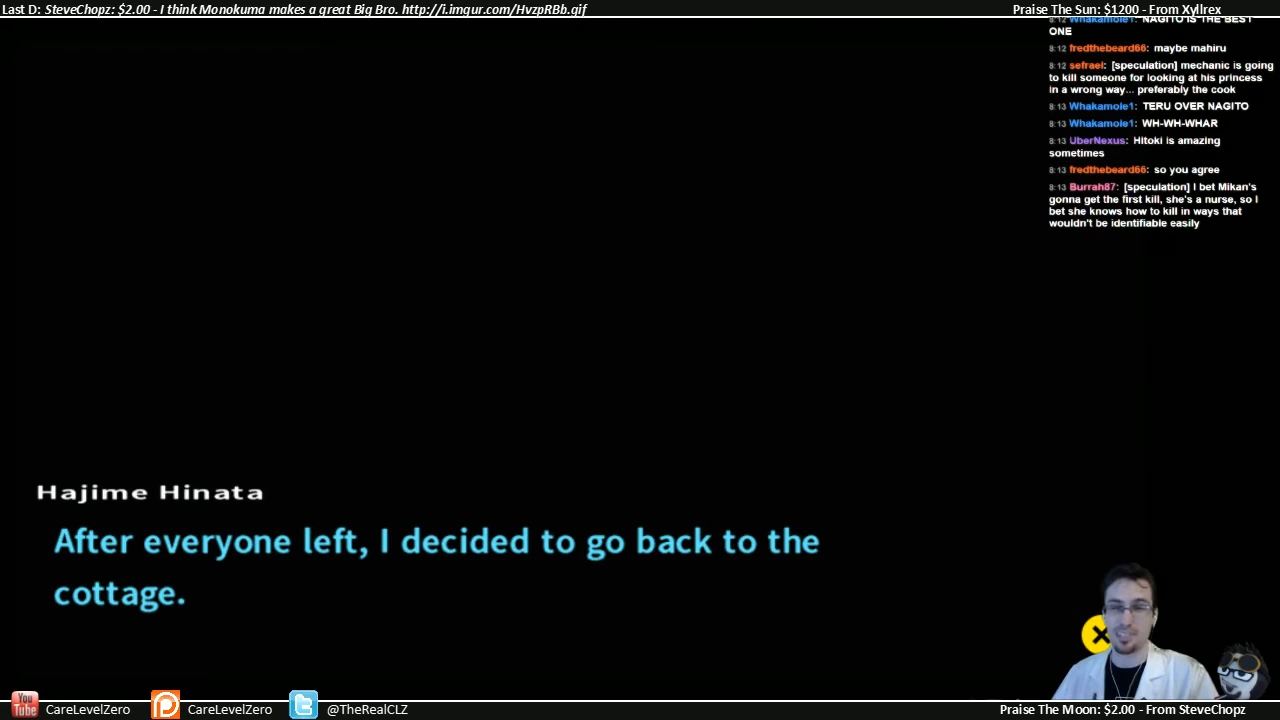 Last D: SteveChopz: $2.00 - I think Monokuma makes a great Big Bro. http://i.imgur.com/HvzpRBb.gif
Praise The Sun: $1200 - From Xyllrex
8:12 Whakamole1: NAGITO IS THE BEST
ONE
8:12 fredthebeard66: maybe mahiru
8:12 sefrael: [speculation] mechanic is going
to kill someone for looking at his princess
in a wrong way... preferably the cook
8:13 Whakamole1: TERU OVER NAGITO
8:13 Whakamole1: WH-WH-WHAR
8:13 UberNexus: Hitoki is amazing
sometimes
8:13 fredthebeard66: so you agree
8:13 Burrah87: [speculation] I bet Mikan's
gonna get the first kill, she's a nurse, so I
bet she knows how to kill in ways that
wouldn't be identifiable easily
Hajime Hinata
After everyone left, I decided to go back to the
cottage.
You
Tube
CareLevelZero
CareLevelZero
@TheRealCLZ
Praise The Moon: $2.00 - From SteveChopz